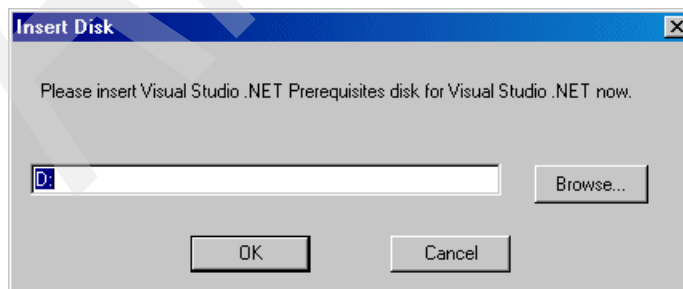 Insert Disk
Please insert Visual Studio .NET Prerequisites disk for Visual Studio .NET now.
D:
Browse...
OK
Cancel